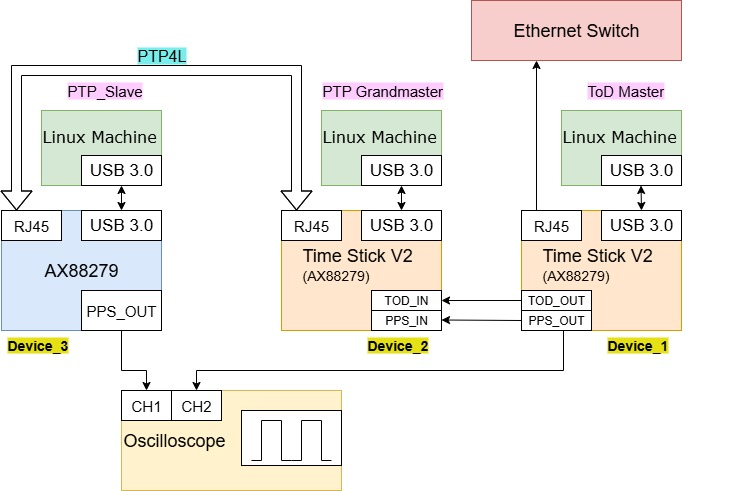 Ethernet Switch
PTP4L
PTP_Slave
PTP Grandmaster
ToD Master
Linux Machine
Linux Machine
Linux Machine
USB 3.0
USB 3.0
USB 3.0
RJ45
USB 3.0
RJ45
USB 3.0
RJ45
USB 3.0
AX88279
Time Stick V2
(AX88279)
Time Stick V2
(AX88279)
PPS_OUT
TOD_IN
PPS_IN
TOD_OUT
PPS_OUT
Device_3
Device_2
Device_1
CH1
CH2
Oscilloscope